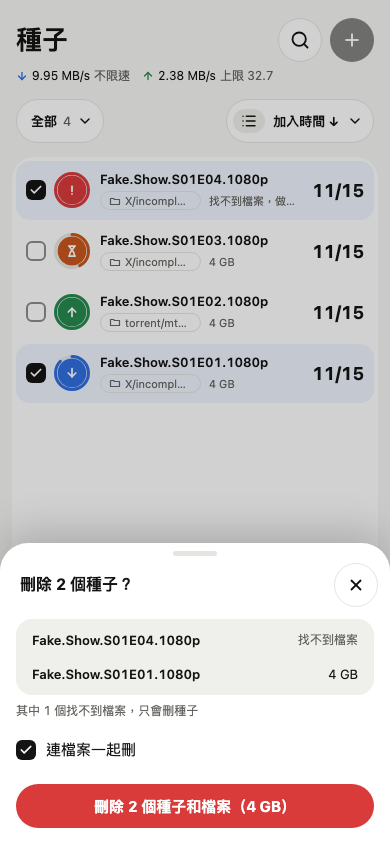 種子
9.95 MB/s 不限速 2.38 MB/s 上限 32.7
全部 4
加入時間
Fake.Show.S01E04.1080p
X/incompl... 找不到檔案，做...
11/15
Fake.Show.S01E03.1080p
X/incompl... 4 GB
11/15
Fake.Show.S01E02.1080p
torrent/mt... 4 GB
11/15
Fake.Show.S01E01.1080p
X/incompl... 4 GB
11/15
刪除 2 個種子？
Fake.Show.S01E04.1080p 找不到檔案
Fake.Show.S01E01.1080p 4 GB
其中 1 個找不到檔案，只會刪種子
連檔案一起刪
刪除 2 個種子和檔案（4 GB）